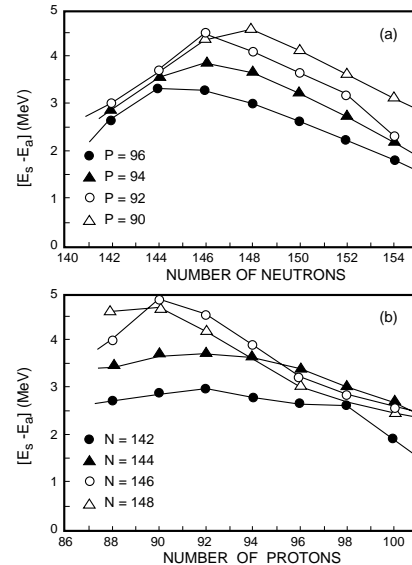 (a)
[E_s -E_a] (MeV)
5
4
3
2
1
0
P = 96
P = 94
P = 92
P = 90
140 142 144 146 148 150 152 154
NUMBER OF NEUTRONS
(b)
[E_s -E_a] (MeV)
5
4
3
2
1
0
N = 142
N = 144
N = 146
N = 148
86 88 90 92 94 96 98 100
NUMBER OF PROTONS